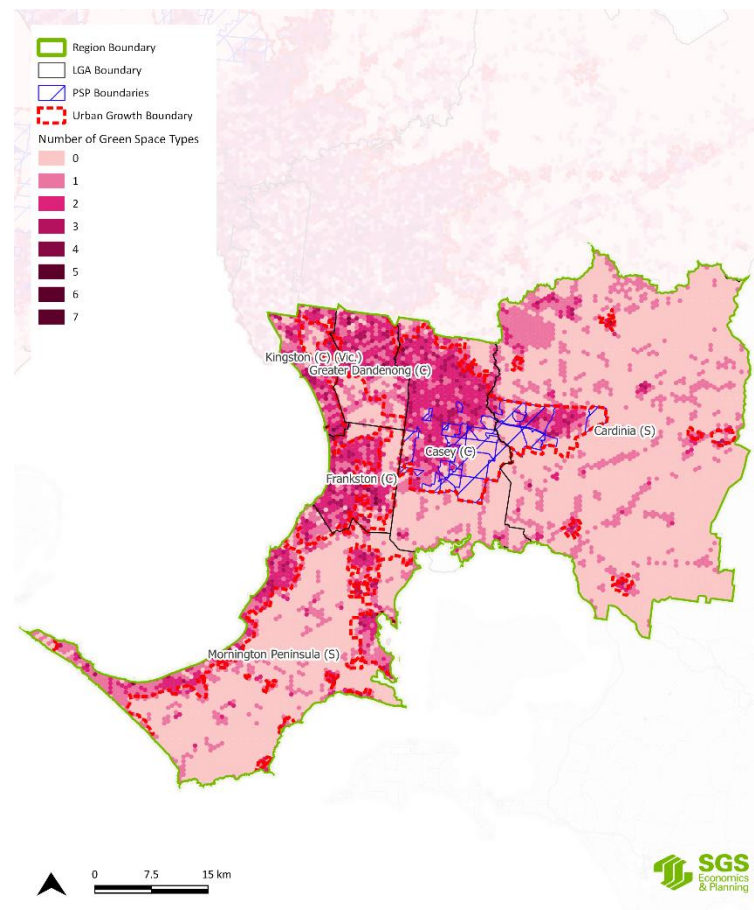 Region Boundary
LGA Boundary
PSP Boundaries
Urban Growth Boundary
Number of Green Space Types
0
1
2
3
4
5
6
7
Kingston (C) (Vic.)
Greater Dandenong (C)
Cardinia (S)
Casey (C)
Frankston (C)
Mornington Peninsula (S)
0 7.5 15 km
SGS
Economics
& Planning